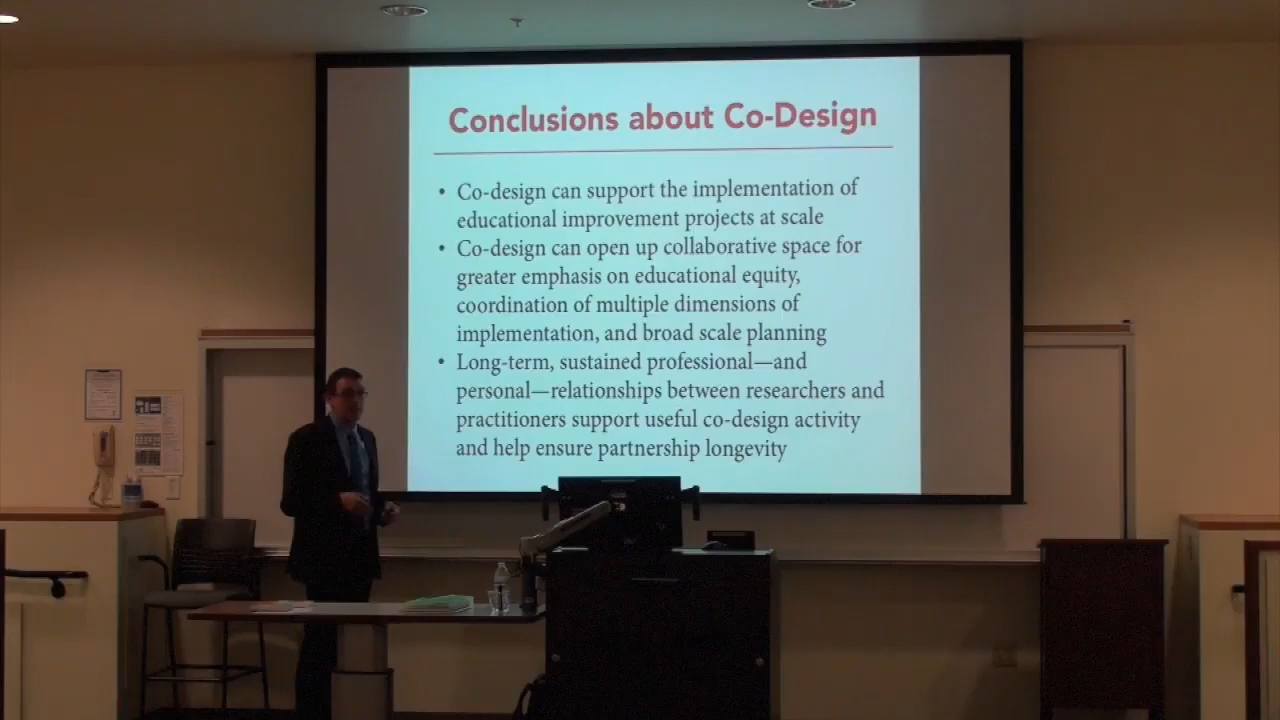 Conclusions about Co-Design
• Co-design can support the implementation of
educational improvement projects at scale
• Co-design can open up collaborative space for
greater emphasis on educational equity,
coordination of multiple dimensions of
implementation, and broad scale planning
• Long-term, sustained professional—and
personal—relationships between researchers and
practitioners support useful co-design activity
and help ensure partnership longevity